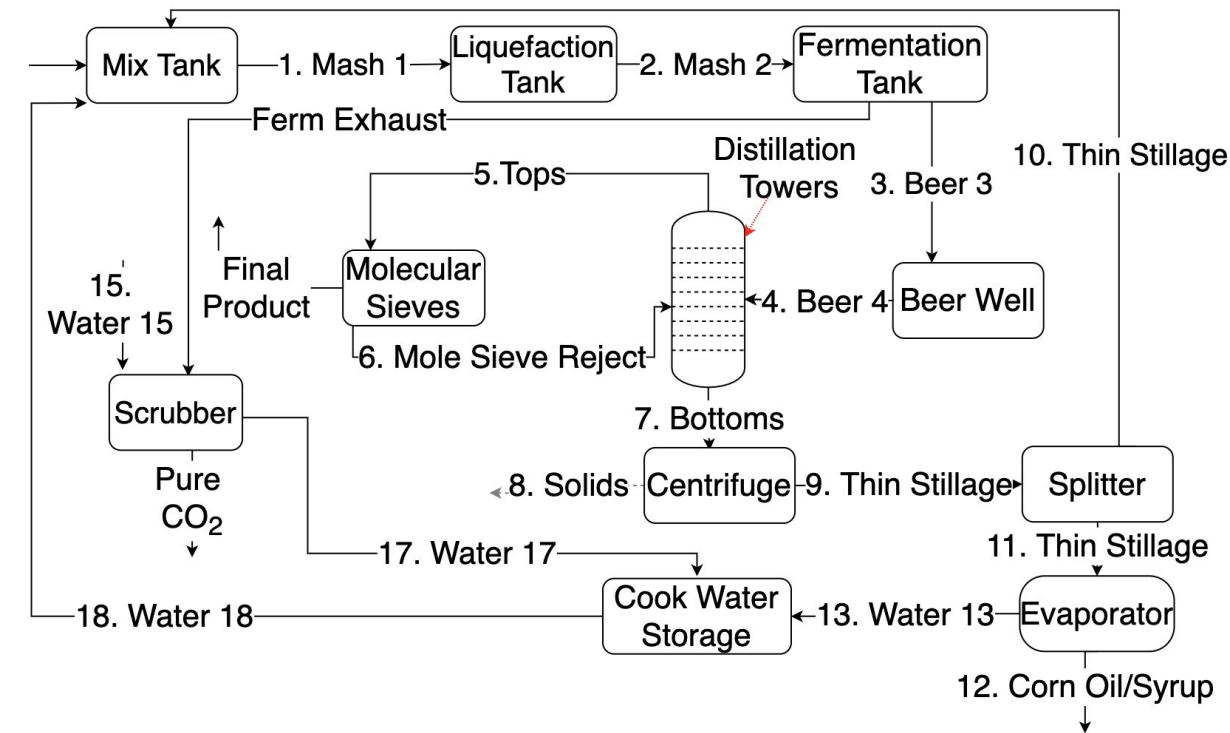 Mix Tank
1. Mash 1
Liquefaction
Tank
2. Mash 2
Fermentation
Tank
Ferm Exhaust
Distillation
Towers
3. Beer 3
10. Thin Stillage
5.Tops
Final
Product
Molecular
Sieves
4. Beer 4
Beer Well
15.
Water 15
6. Mole Sieve Reject
Scrubber
7. Bottoms
Pure
CO2
8. Solids
Centrifuge
9. Thin Stillage
Splitter
17. Water 17
11. Thin Stillage
18. Water 18
Cook Water
Storage
13. Water 13
Evaporator
12. Corn Oil/Syrup